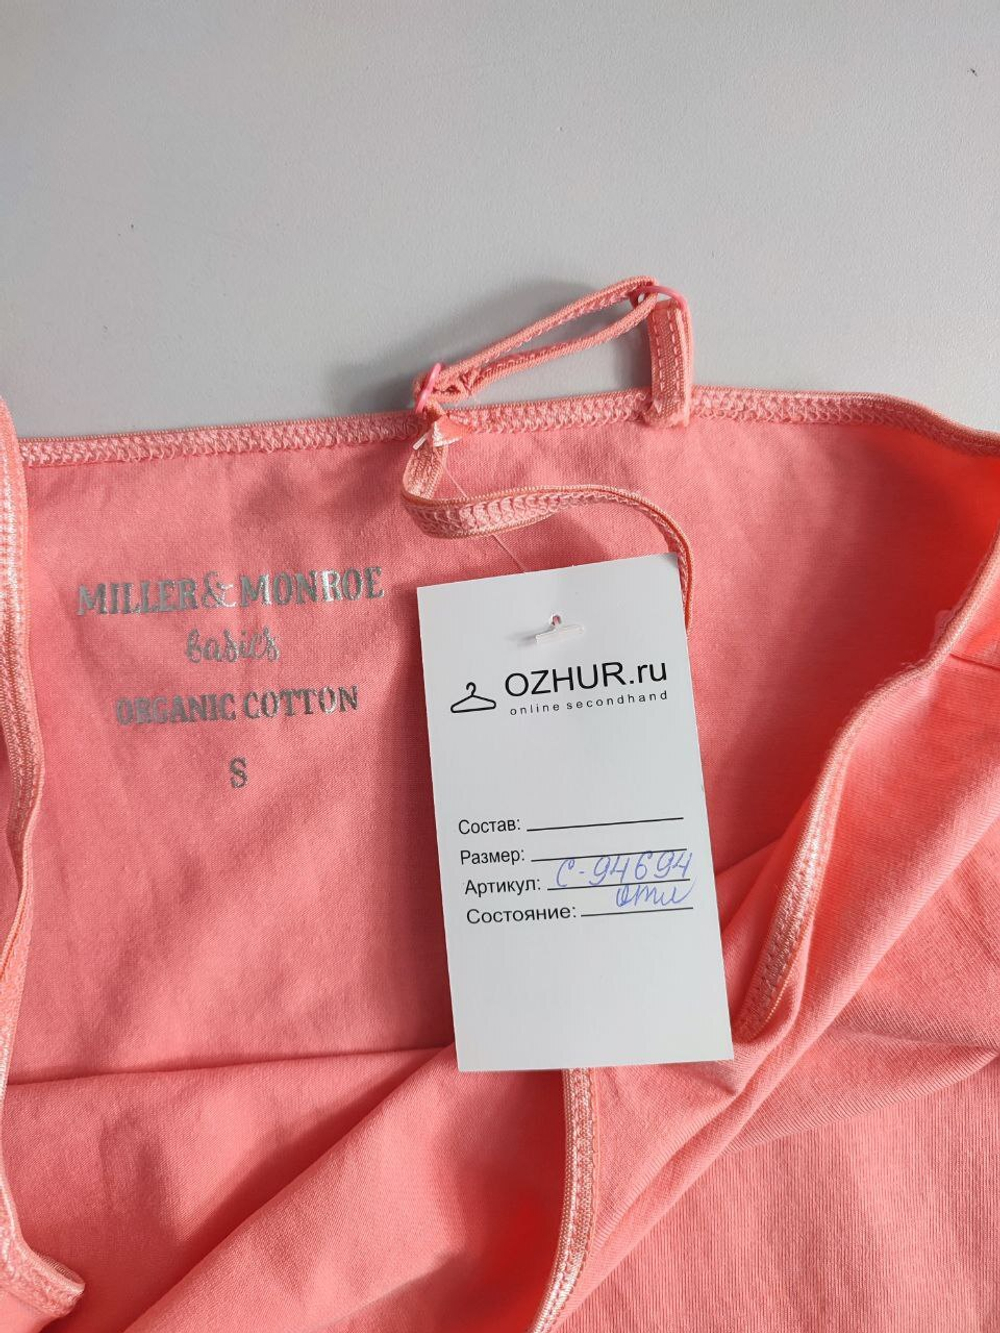 MILLER & MONROE
basics
ORGANIC COTTON
S
OZHUR.ru
online secondhand
Состав:
Размер:
Артикул: С-94694
Состояние: отл